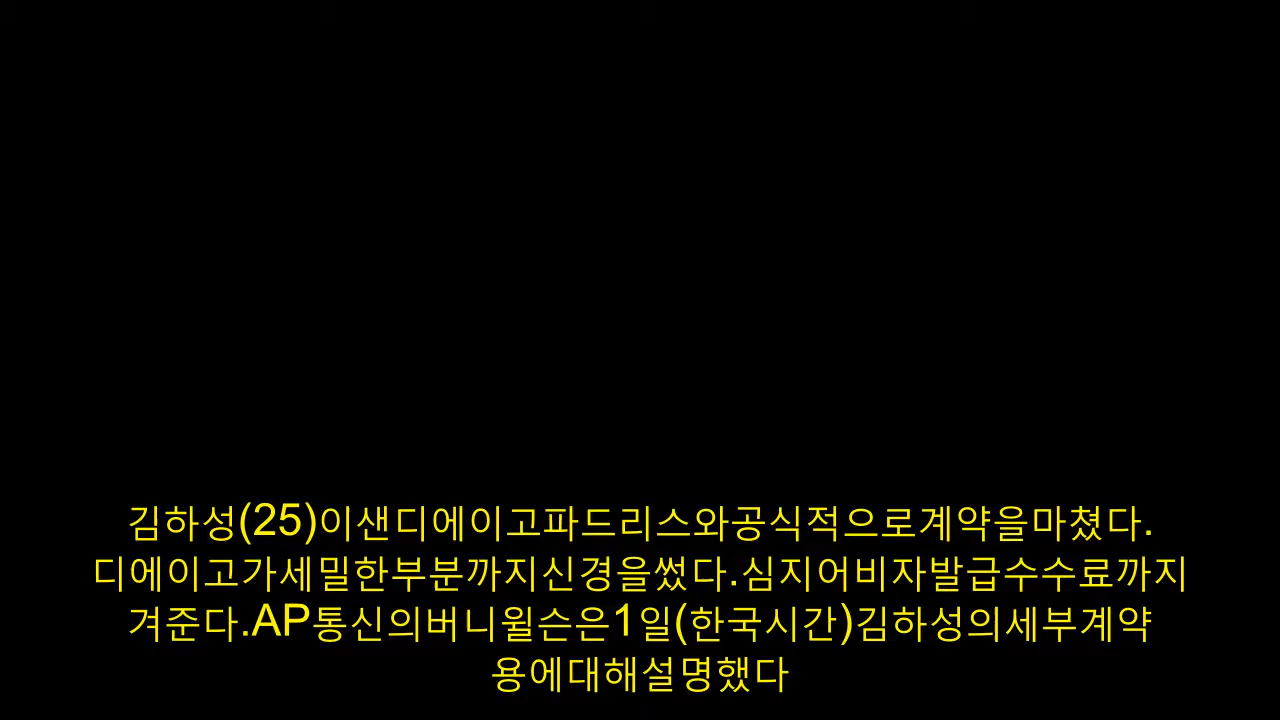 김하성(25)이샌디에이고파드리스와공식적으로계약을마쳤다.
디에이고가세밀한부분까지신경을썼다.심지어비자발급수수료까지
겨준다.AP통신의버니윌슨은1일(한국시간)김하성의세부계약
용에대해설명했다